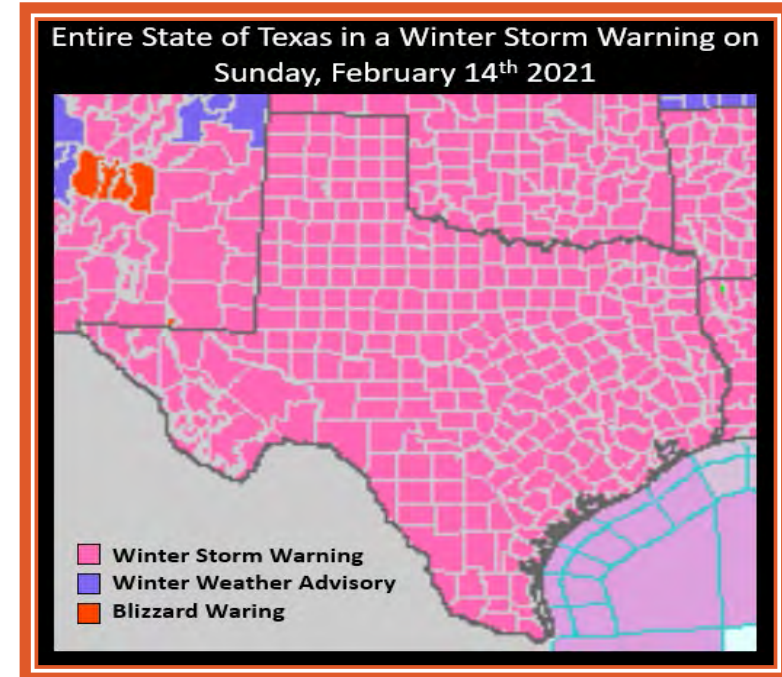 Entire State of Texas in a Winter Storm Warning on
Sunday, February 14th 2021
Winter Storm Warning
Winter Weather Advisory
Blizzard Waring